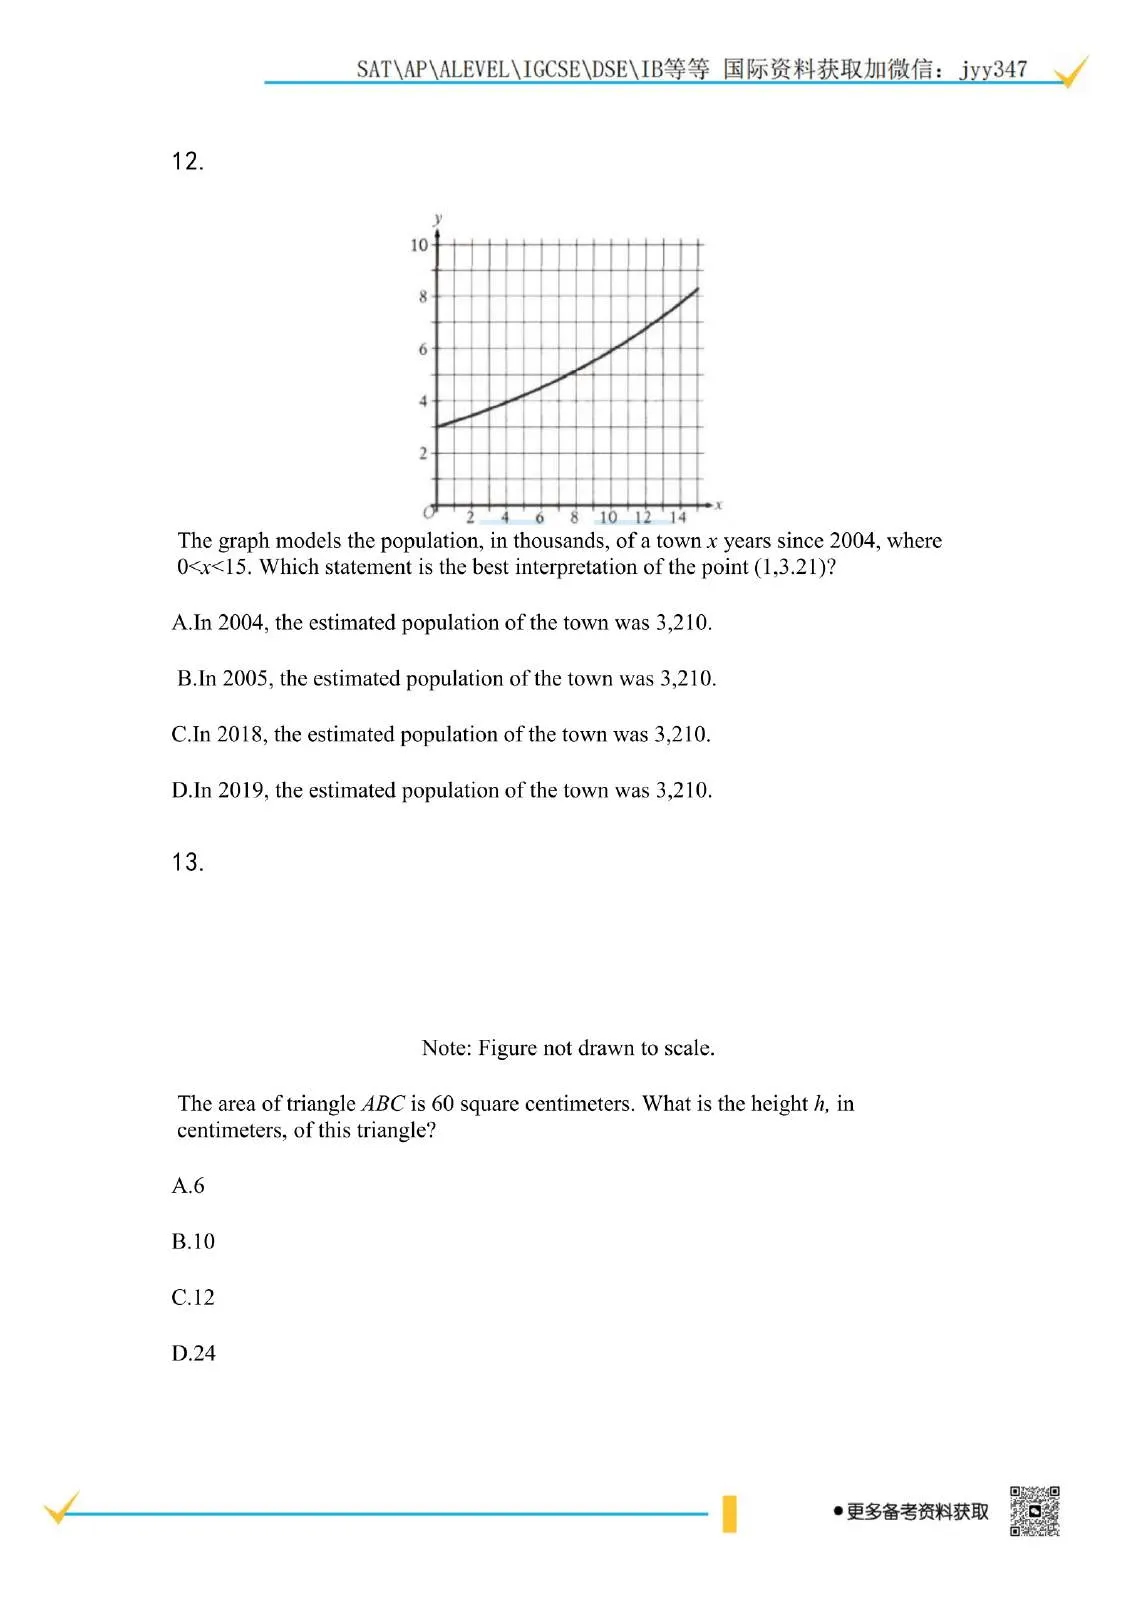 SAT\AP\ALEVEL\IGCSE\DSE\IB等等 国际资料获取加微信：jyy347
12.
y
10
8
6
4
2
O 2 4 6 8 10 12 14 x
The graph models the population, in thousands, of a town x years since 2004, where
0<x<15. Which statement is the best interpretation of the point (1,3.21)?
A.In 2004, the estimated population of the town was 3,210.
B.In 2005, the estimated population of the town was 3,210.
C.In 2018, the estimated population of the town was 3,210.
D.In 2019, the estimated population of the town was 3,210.
13.
Note: Figure not drawn to scale.
The area of triangle ABC is 60 square centimeters. What is the height h, in
centimeters, of this triangle?
A.6
B.10
C.12
D.24
●更多备考资料获取